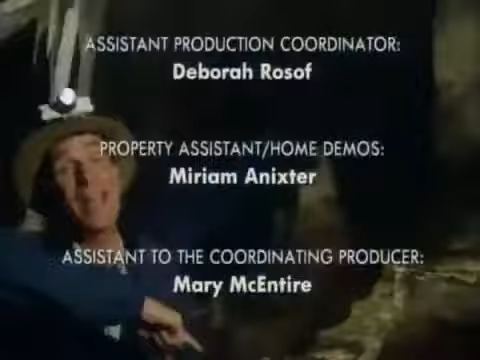 ASSISTANT PRODUCTION COORDINATOR:
Deborah Rosof
PROPERTY ASSISTANT/HOME DEMOS:
Miriam Anixter
ASSISTANT TO THE COORDINATING PRODUCER:
Mary McEntire